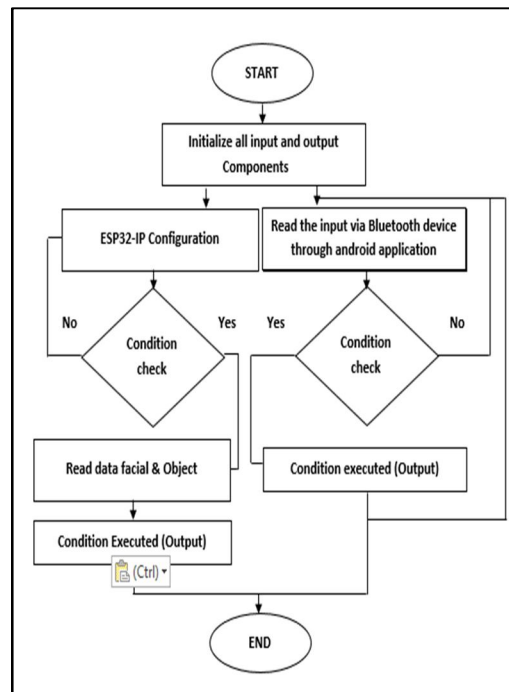 START
Initialize all input and output
Components
ESP32-IP Configuration
Read the input via Bluetooth device
through android application
No
Condition
check
Yes
Yes
Condition
check
No
Read data facial & Object
Condition executed (Output)
Condition Executed (Output)
(Ctrl)
END